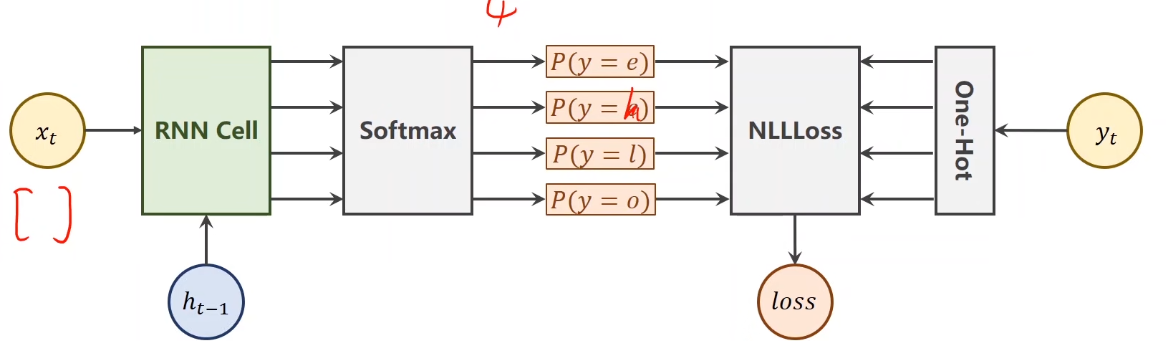 4
P(y = e)
x_t
RNN Cell
Softmax
P(y = h)
P(y = l)
P(y = o)
NLLLoss
One-Hot
y_t
[ ]
h_{t-1}
loss